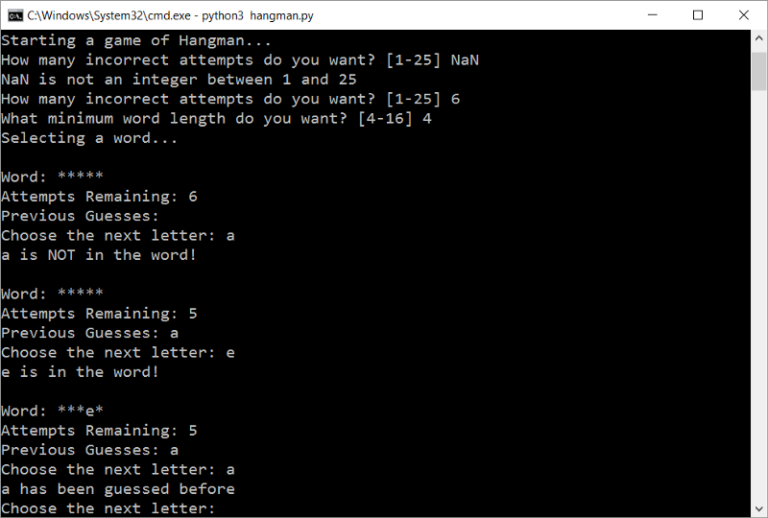 C:\Windows\System32\cmd.exe - python3  hangman.py
Starting a game of Hangman...
How many incorrect attempts do you want? [1-25] NaN
NaN is not an integer between 1 and 25
How many incorrect attempts do you want? [1-25] 6
What minimum word length do you want? [4-16] 4
Selecting a word...

Word: *****
Attempts Remaining: 6
Previous Guesses:
Choose the next letter: a
a is NOT in the word!

Word: *****
Attempts Remaining: 5
Previous Guesses: a
Choose the next letter: e
e is in the word!

Word: ***e*
Attempts Remaining: 5
Previous Guesses: a
Choose the next letter: a
a has been guessed before
Choose the next letter: